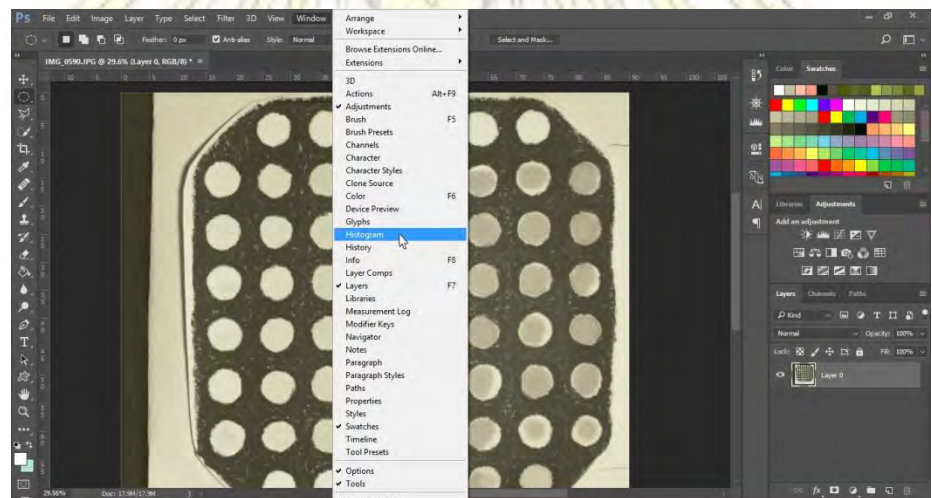 Ps File Edit Image Layer Type Select Filter 3D View Window
Feather: 0 px Anti-alias Style: Normal Select and Mask...
IMG_0590.JPG @ 29.6% (Layer 0, RGB/8) *
Arrange
Workspace
Browse Extensions Online...
Extensions
3D
Actions Alt+F9
Adjustments
Brush F5
Brush Presets
Channels
Character
Character Styles
Clone Source
Color F6
Device Preview
Glyphs
Histogram
History
Info F8
Layer Comps
Layers F7
Libraries
Measurement Log
Modifier Keys
Navigator
Notes
Paragraph
Paragraph Styles
Paths
Properties
Styles
Swatches
Timeline
Tool Presets
Options
Tools
Color Swatches
Libraries Adjustments
Add an adjustment
Layers Channels Paths
Kind
Normal Opacity: 100%
Lock: Fill: 100%
Layer 0
29.56% Doc: 17.9M/17.9M